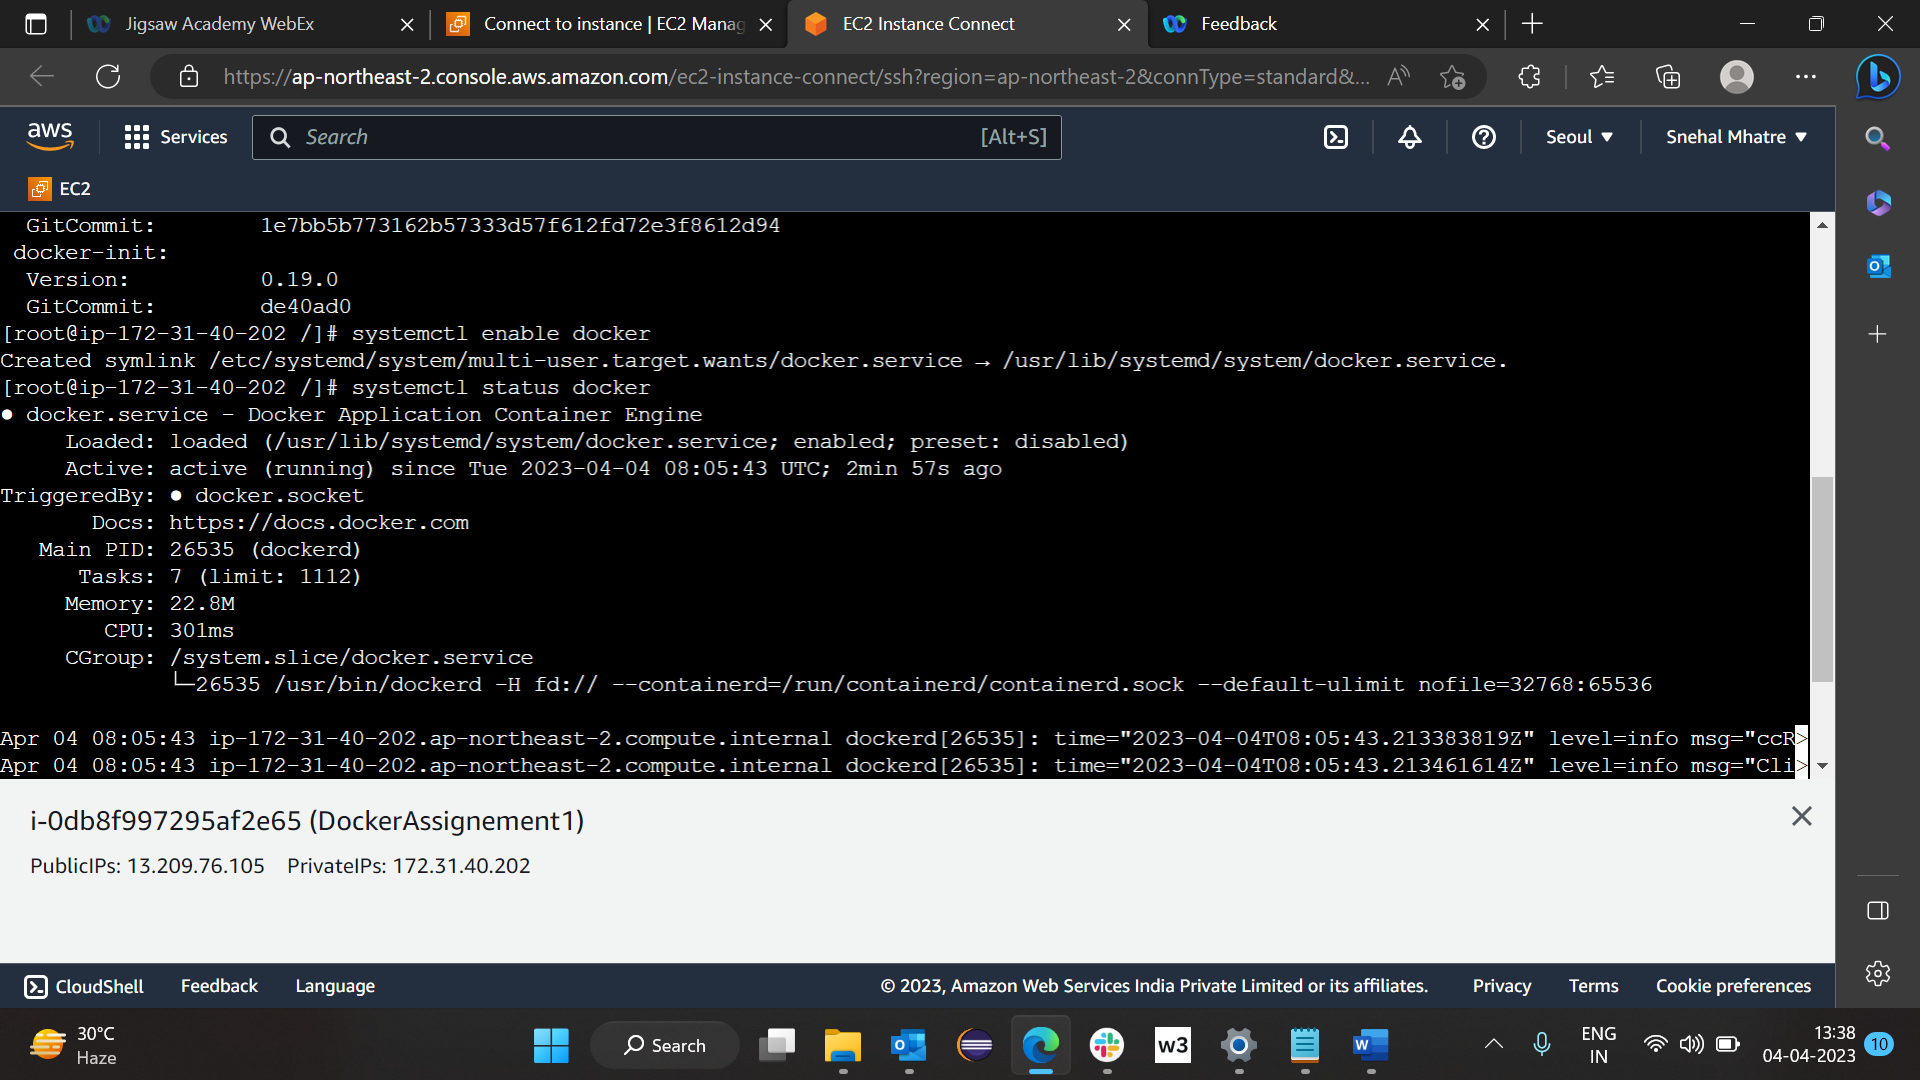 Jigsaw Academy WebEx
Connect to instance | EC2 Manag
EC2 Instance Connect
Feedback
https://ap-northeast-2.console.aws.amazon.com/ec2-instance-connect/ssh?region=ap-northeast-2&connType=standard&...
aws
Services
Search
[Alt+S]
Seoul
Snehal Mhatre
EC2
GitCommit: 1e7bb5b773162b57333d57f612fd72e3f8612d94
docker-init:
Version: 0.19.0
GitCommit: de40ad0
[root@ip-172-31-40-202 /]# systemctl enable docker
Created symlink /etc/systemd/system/multi-user.target.wants/docker.service → /usr/lib/systemd/system/docker.service.
[root@ip-172-31-40-202 /]# systemctl status docker
● docker.service - Docker Application Container Engine
Loaded: loaded (/usr/lib/systemd/system/docker.service; enabled; preset: disabled)
Active: active (running) since Tue 2023-04-04 08:05:43 UTC; 2min 57s ago
TriggeredBy: ● docker.socket
Docs: https://docs.docker.com
Main PID: 26535 (dockerd)
Tasks: 7 (limit: 1112)
Memory: 22.8M
CPU: 301ms
CGroup: /system.slice/docker.service
└─26535 /usr/bin/dockerd -H fd:// --containerd=/run/containerd/containerd.sock --default-ulimit nofile=32768:65536
Apr 04 08:05:43 ip-172-31-40-202.ap-northeast-2.compute.internal dockerd[26535]: time="2023-04-04T08:05:43.213383819Z" level=info msg="ccR>
Apr 04 08:05:43 ip-172-31-40-202.ap-northeast-2.compute.internal dockerd[26535]: time="2023-04-04T08:05:43.213461614Z" level=info msg="Cli>
i-0db8f997295af2e65 (DockerAssignement1)
PublicIPs: 13.209.76.105 PrivateIPs: 172.31.40.202
CloudShell
Feedback
Language
© 2023, Amazon Web Services India Private Limited or its affiliates.
Privacy
Terms
Cookie preferences
30°C
Haze
Search
w3
ENG
IN
13:38
04-04-2023
10